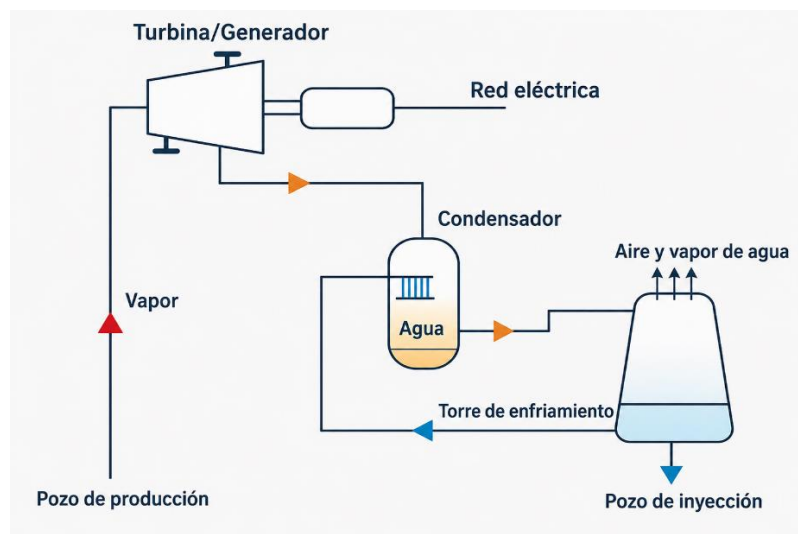 Turbina/Generador
Red eléctrica
Condensador
Aire y vapor de agua
Vapor
Agua
Torre de enfriamiento
Pozo de producción
Pozo de inyección